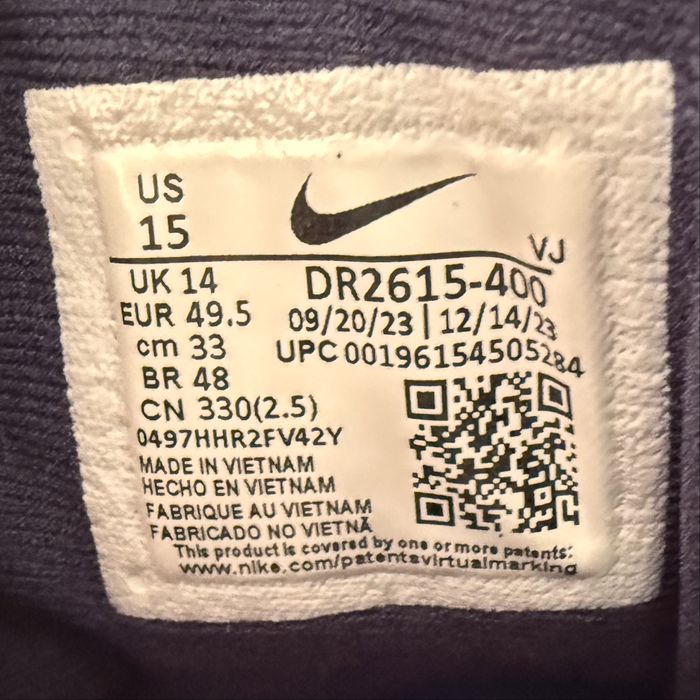 US
15
VJ
UK 14
DR2615-400
EUR 49.5
09/20/23 | 12/14/23
cm 33
UPC 00196154505284
BR 48
CN 330(2.5)
0497HHR2FV42Y
MADE IN VIETNAM
HECHO EN VIETNAM
FABRIQUE AU VIETNAM
FABRICADO NO VIETNÃ
This product is covered by one or more patents:
www.nike.com/patentsvirtualmarking